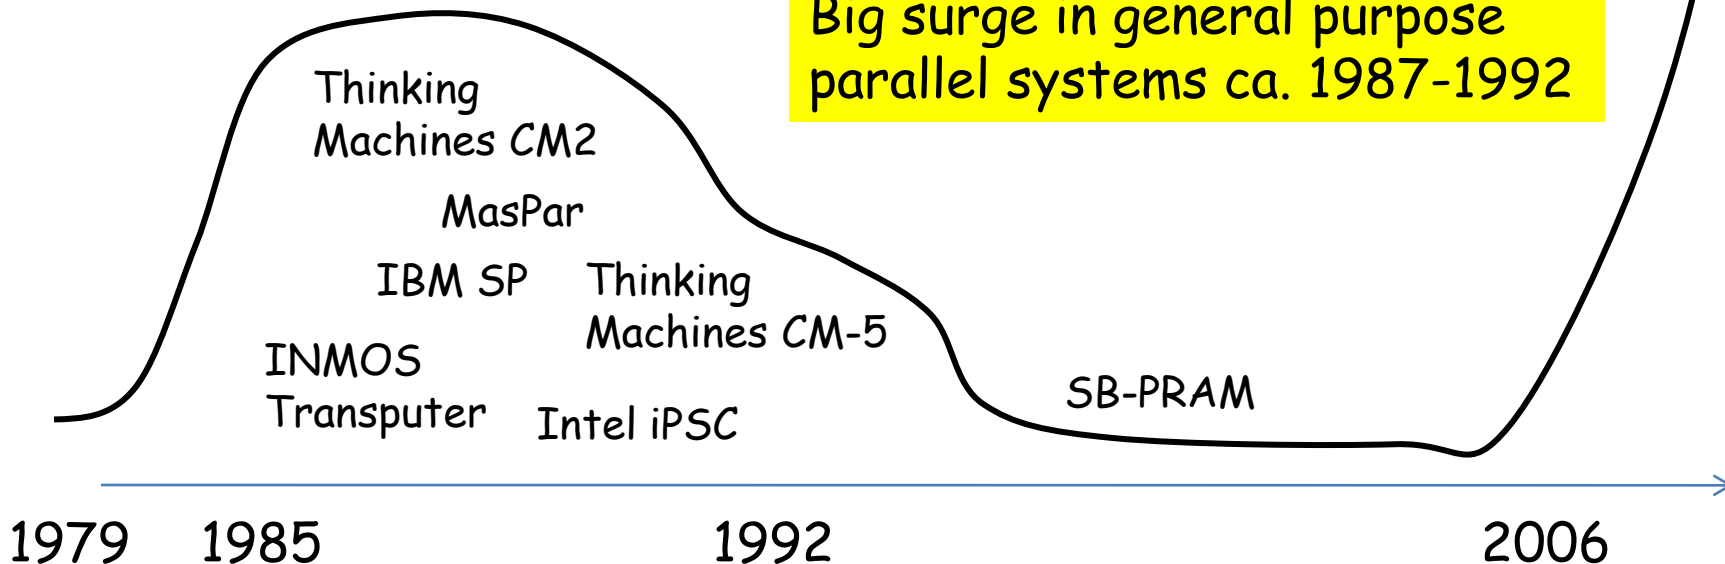 Big surge in general purpose
parallel systems ca. 1987-1992
Thinking
Machines CM2
MasPar
IBM SP
Thinking
Machines CM-5
INMOS
Transputer
Intel iPSC
SB-PRAM
1979
1985
1992
2006